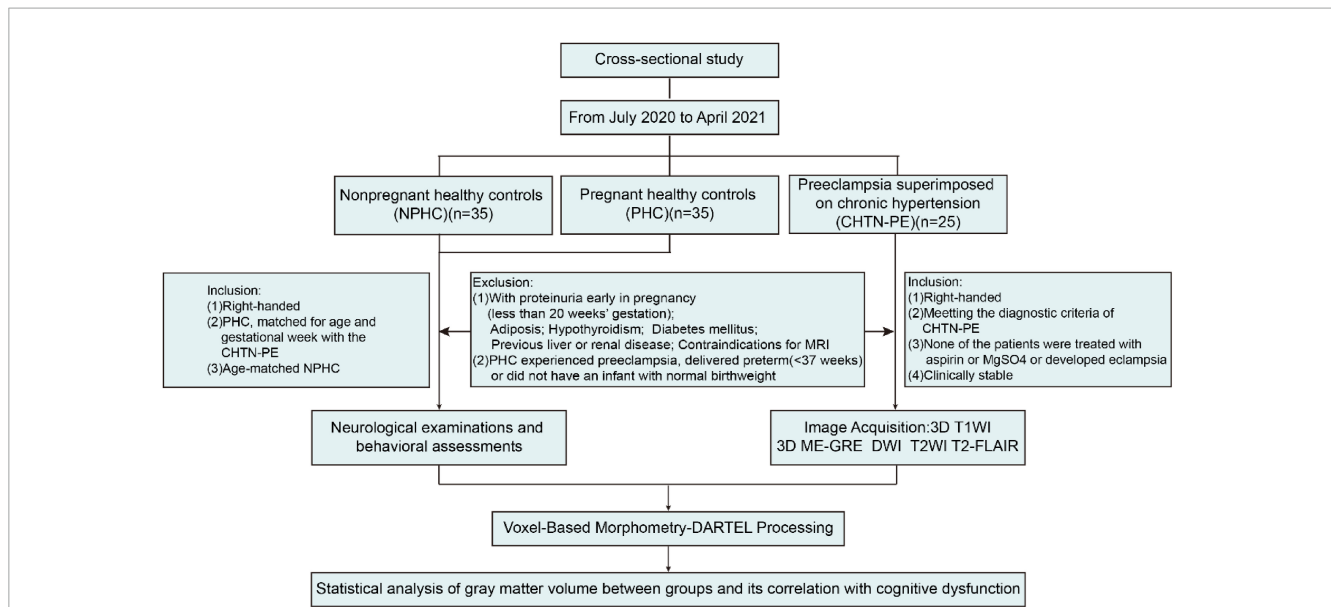 Cross-sectional study
From July 2020 to April 2021
Nonpregnant healthy controls
(NPHC)(n=35)
Pregnant healthy controls
(PHC)(n=35)
Preeclampsia superimposed
on chronic hypertension
(CHTN-PE)(n=25)
Inclusion:
(1)Right-handed
(2)PHC, matched for age and
gestational week with the
CHTN-PE
(3)Age-matched NPHC
Exclusion:
(1)With proteinuria early in pregnancy
(less than 20 weeks' gestation);
Adiposis; Hypothyroidism; Diabetes mellitus;
Previous liver or renal disease; Contraindications for MRI
(2)PHC experienced preeclampsia, delivered preterm(<37 weeks)
or did not have an infant with normal birthweight
Inclusion:
(1)Right-handed
(2)Meetting the diagnostic criteria of
CHTN-PE
(3)None of the patients were treated with
aspirin or MgSO4 or developed eclampsia
(4)Clinically stable
Neurological examinations and
behavioral assessments
Image Acquisition:3D T1WI
3D ME-GRE DWI T2WI T2-FLAIR
Voxel-Based Morphometry-DARTEL Processing
Statistical analysis of gray matter volume between groups and its correlation with cognitive dysfunction